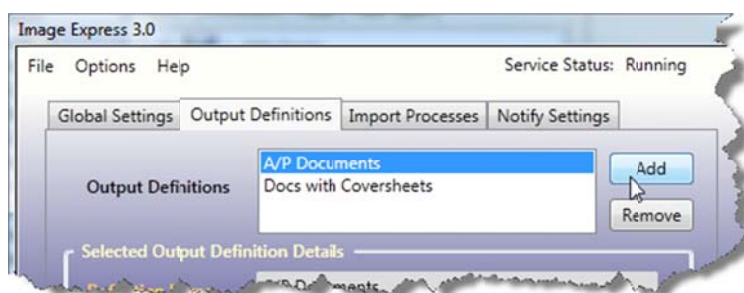 Image Express 3.0
File Options Help Service Status: Running
Global Settings Output Definitions Import Processes Notify Settings
Output Definitions
A/P Documents
Docs with Coversheets
Add
Remove
Selected Output Definition Details